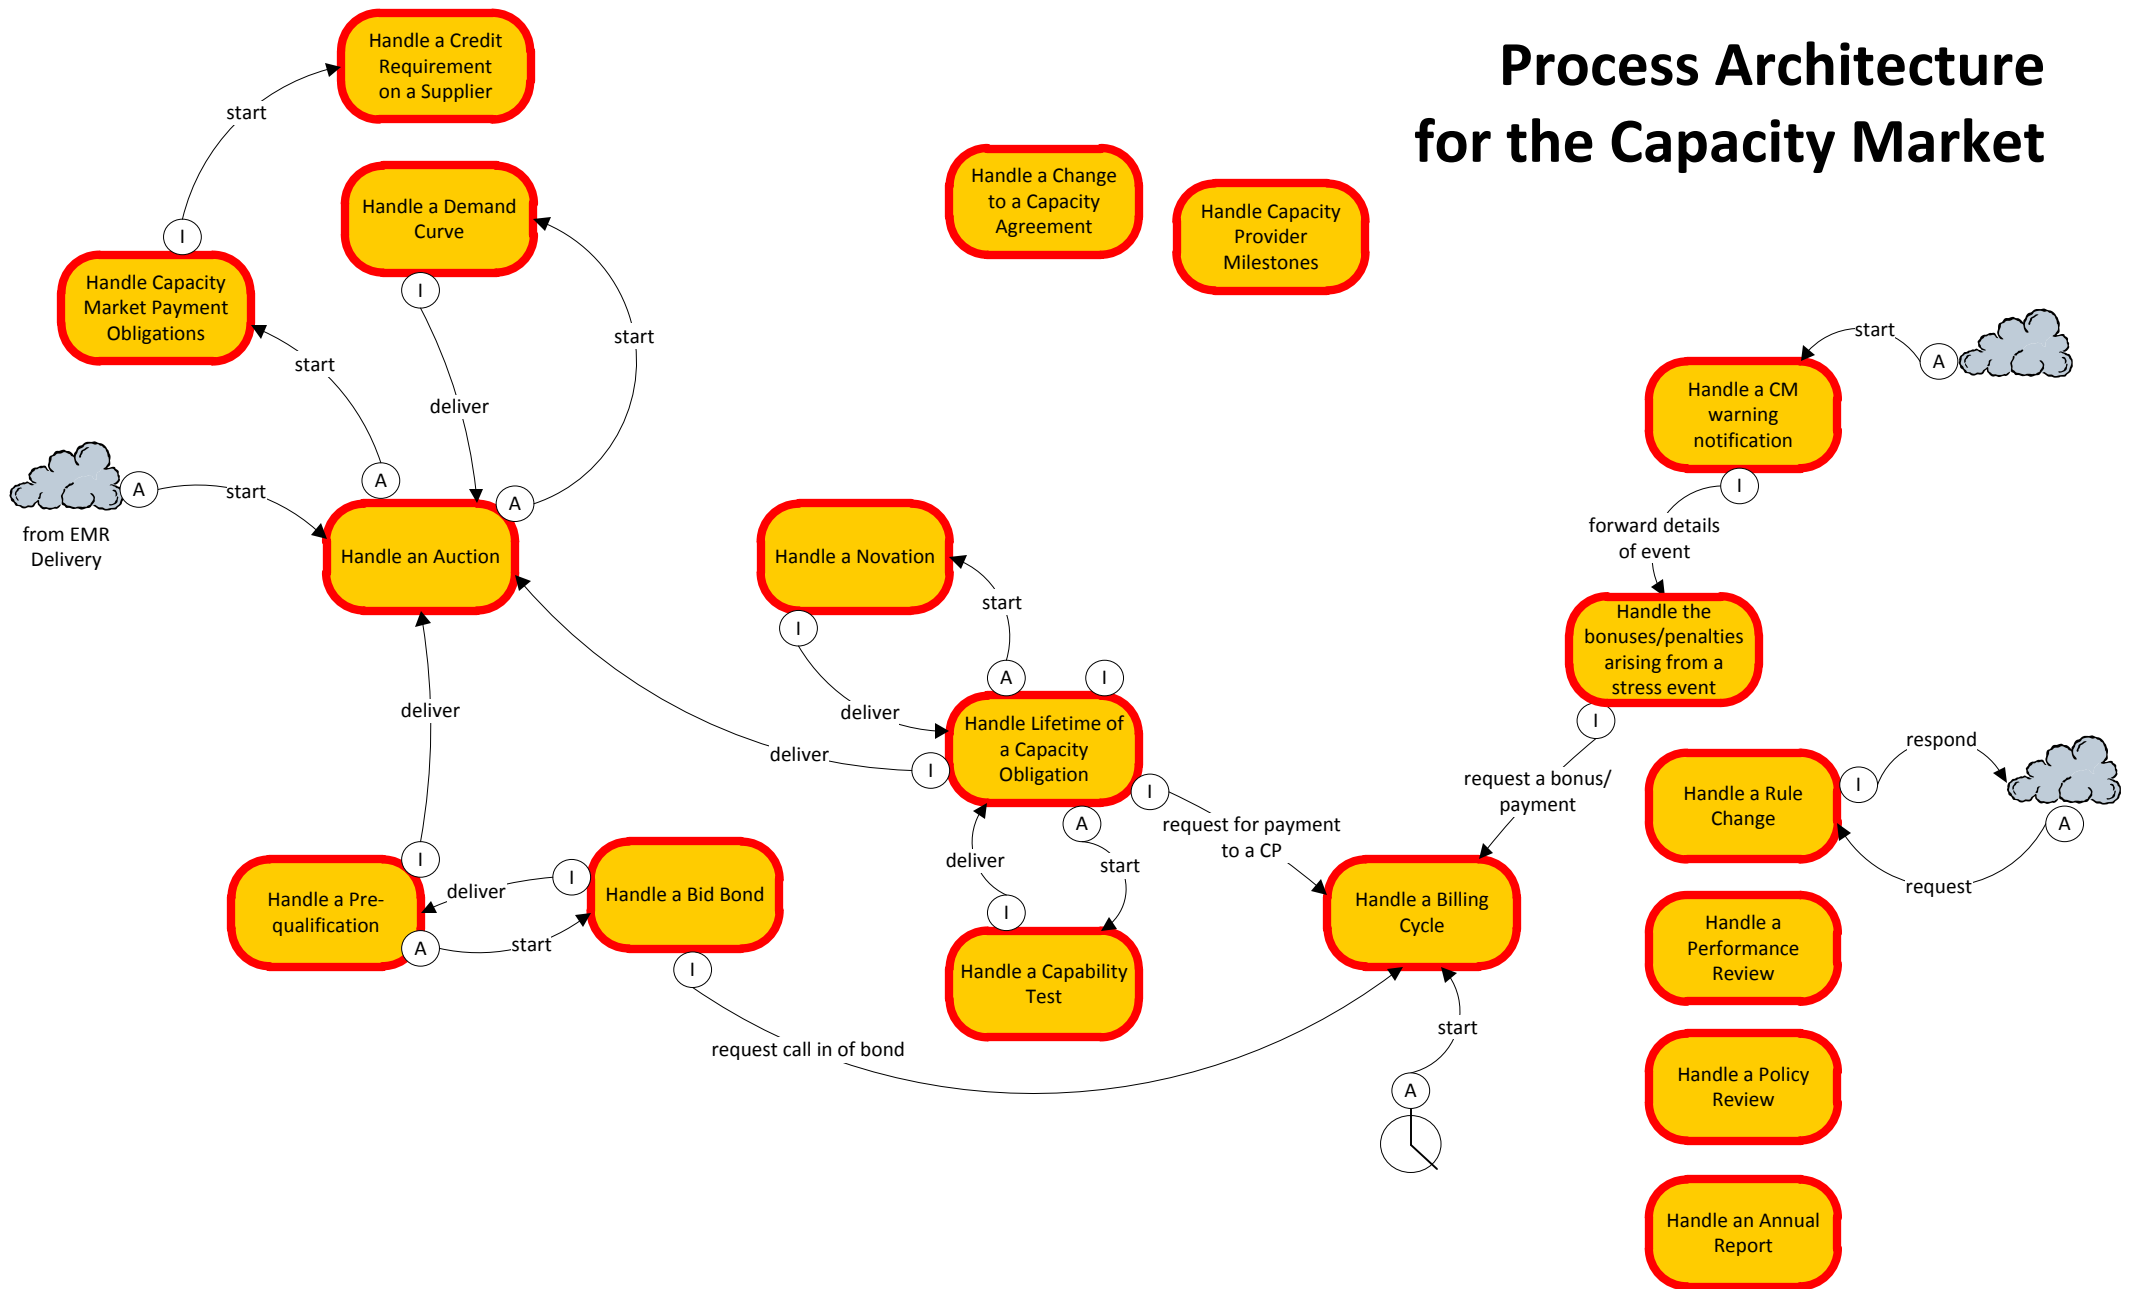 Process Architecture
for the Capacity Market
Handle a Credit
Requirement
on a Supplier
start
I
Handle a Demand
Curve
I
Handle Capacity
Market Payment
Obligations
start
start
deliver
A
A
A
start
from EMR
Delivery
Handle an Auction
Handle a Change
to a Capacity
Agreement
Handle Capacity
Provider
Milestones
start
A
Handle a CM
warning
notification
I
forward details
of event
Handle the
bonuses/penalties
arising from a
stress event
I
request a bonus/
payment
Handle a Novation
I
start
A
I
deliver
Handle Lifetime of
a Capacity
Obligation
I
deliver
I
A
request for payment
to a CP
deliver
start
I
Handle a Capability
Test
deliver
I
Handle a Pre-
qualification
A
deliver
I
start
Handle a Bid Bond
I
request call in of bond
Handle a Billing
Cycle
start
A
Handle a Rule
Change
I
respond
A
request
Handle a
Performance
Review
Handle a Policy
Review
Handle an Annual
Report